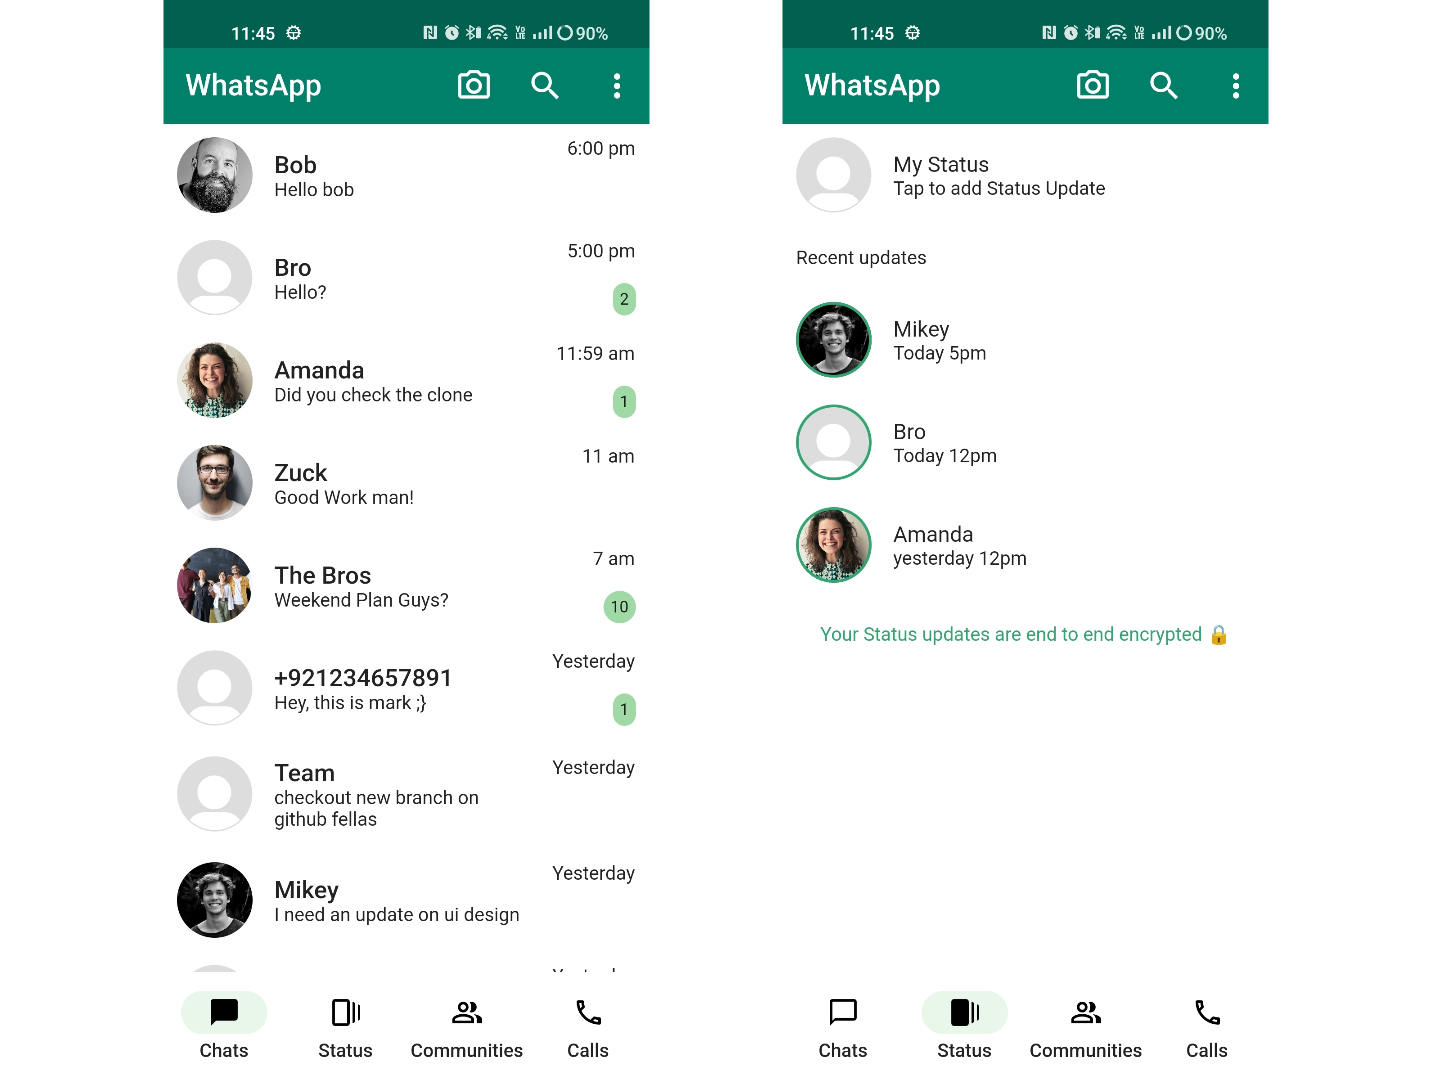 11:45 90%
WhatsApp
Bob 6:00 pm
Hello bob
Bro 5:00 pm
Hello? 2
Amanda 11:59 am
Did you check the clone 1
Zuck 11 am
Good Work man!
The Bros 7 am
Weekend Plan Guys? 10
+921234657891 Yesterday
Hey, this is mark ;} 1
Team Yesterday
checkout new branch on
github fellas
Mikey Yesterday
I need an update on ui design
Chats Status Communities Calls
11:45 90%
WhatsApp
My Status
Tap to add Status Update
Recent updates
Mikey
Today 5pm
Bro
Today 12pm
Amanda
yesterday 12pm
Your Status updates are end to end encrypted 🔒
Chats Status Communities Calls